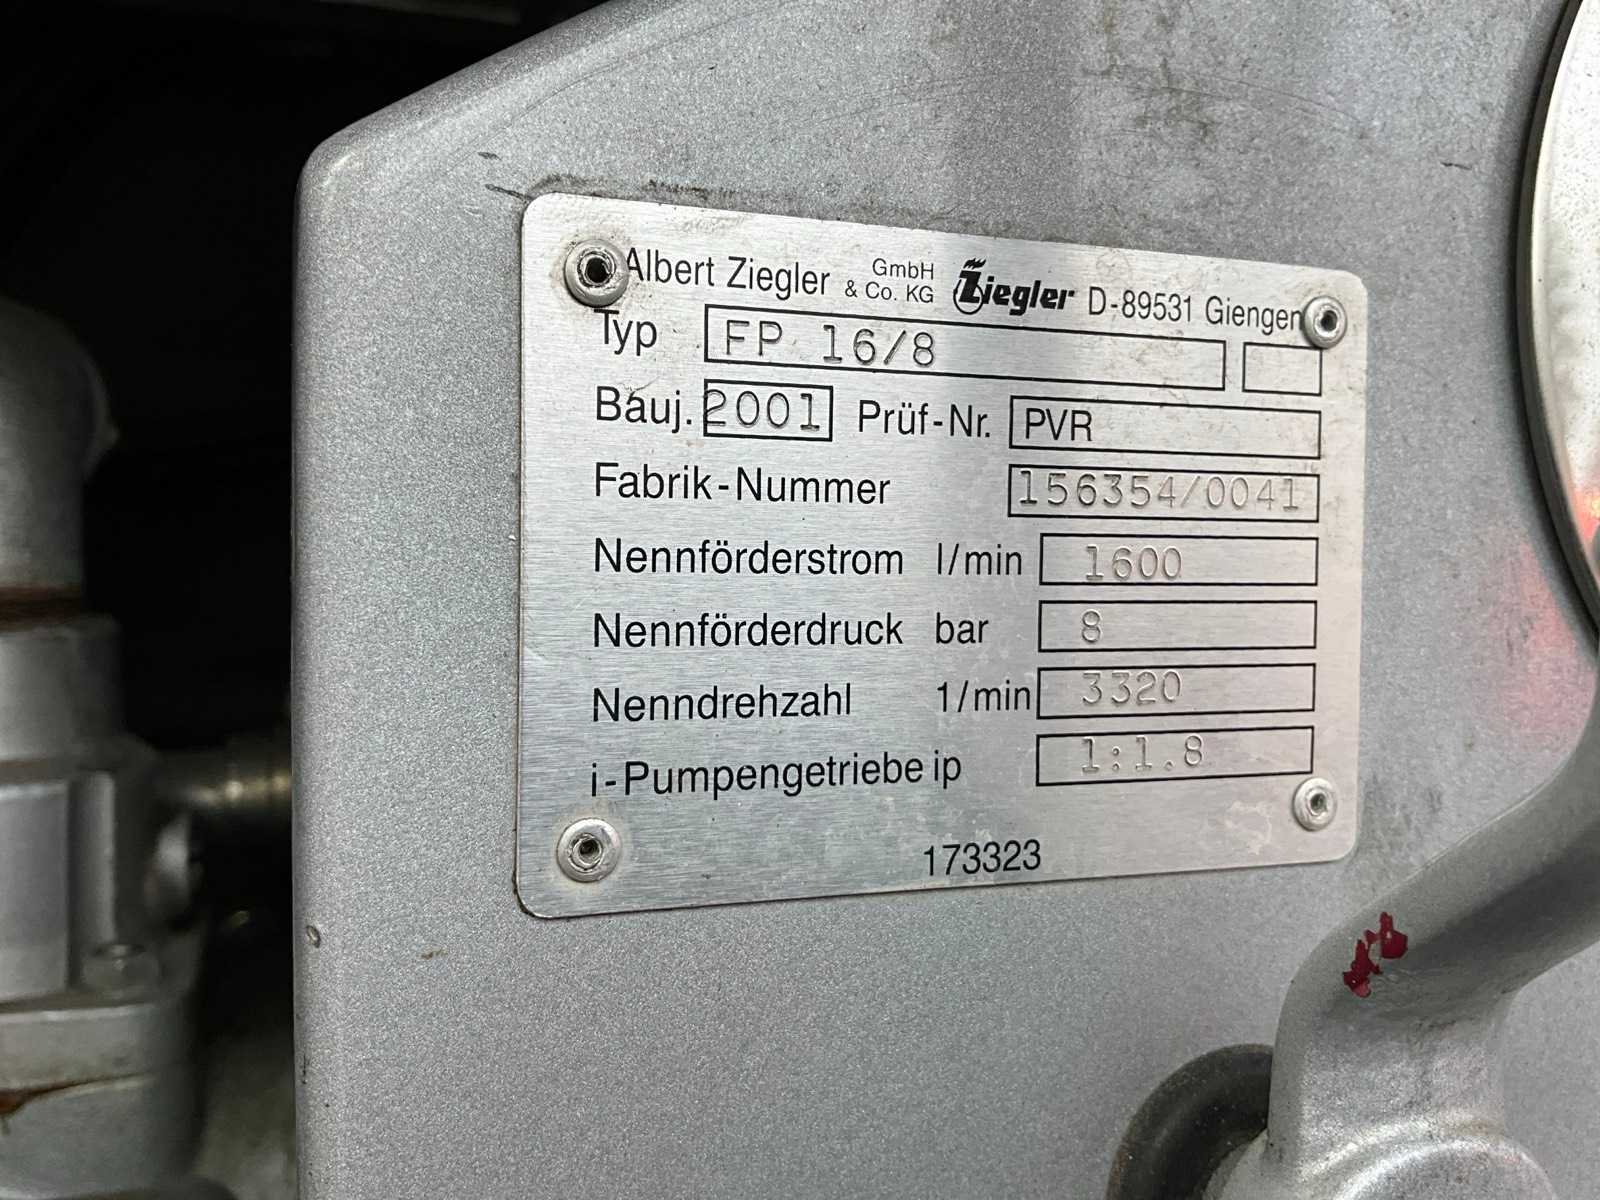 Albert Ziegler GmbH & Co. KG Ziegler D-89531 Giengen
Typ FP 16/8
Bauj. 2001 Prüf-Nr. PVR
Fabrik-Nummer 156354/0041
Nennförderstrom l/min 1600
Nennförderdruck bar 8
Nenndrehzahl 1/min 3320
i-Pumpengetriebe ip 1:1.8
173323